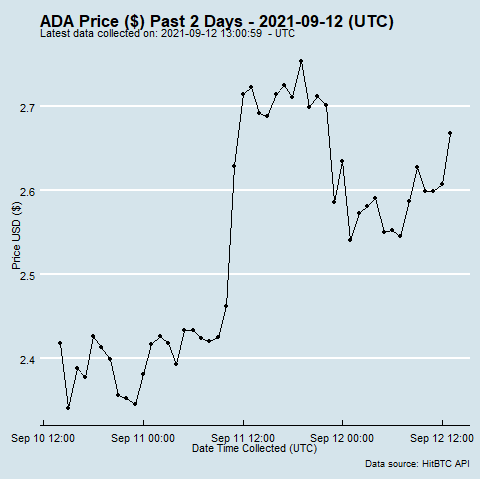 ADA Price ($) Past 2 Days - 2021-09-12 (UTC)
Latest data collected on: 2021-09-12 13:00:59 - UTC
Price USD ($)
2.7
2.6
2.5
2.4
Sep 10 12:00
Sep 11 00:00
Sep 11 12:00
Sep 12 00:00
Sep 12 12:00
Date Time Collected (UTC)
Data source: HitBTC API